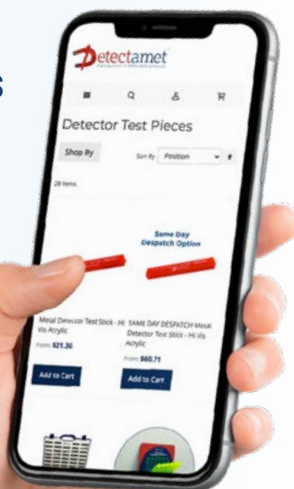 s
Detectamet
Detector Test Pieces
Shop By
Sort By Position
28 Items
Same Day
Despatch Option
Metal Detector Test Stick - Hi
Vis Acrylic
From $21.30
Add to Cart
SAME DAY DESPATCH Metal
Detector Test Stick - Hi Vis
Acrylic
From $60.71
Add to Cart